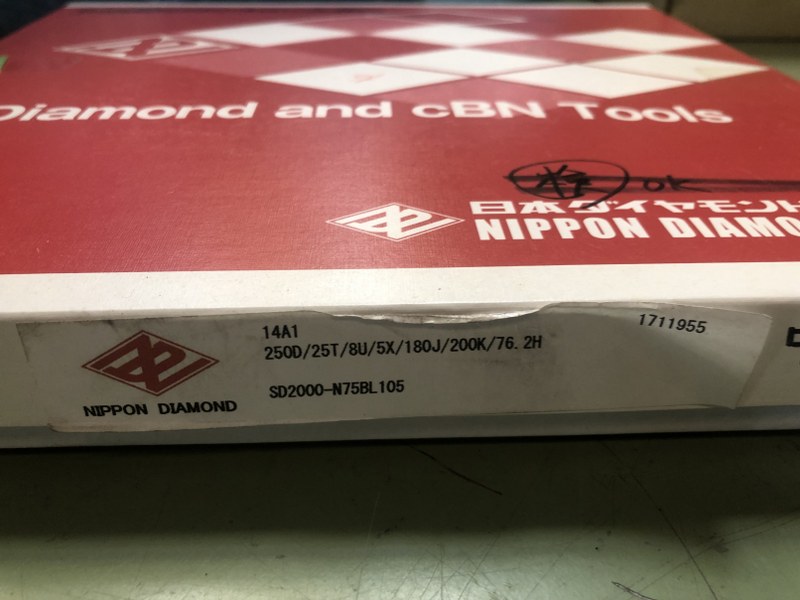 Diamond and cBN Tools
OK
日本ダイヤモンド
NIPPON DIAMO
14A1
1711955
250D/25T/8U/5X/180J/200K/76.2H
SD2000-N75BL105
NIPPON DIAMOND